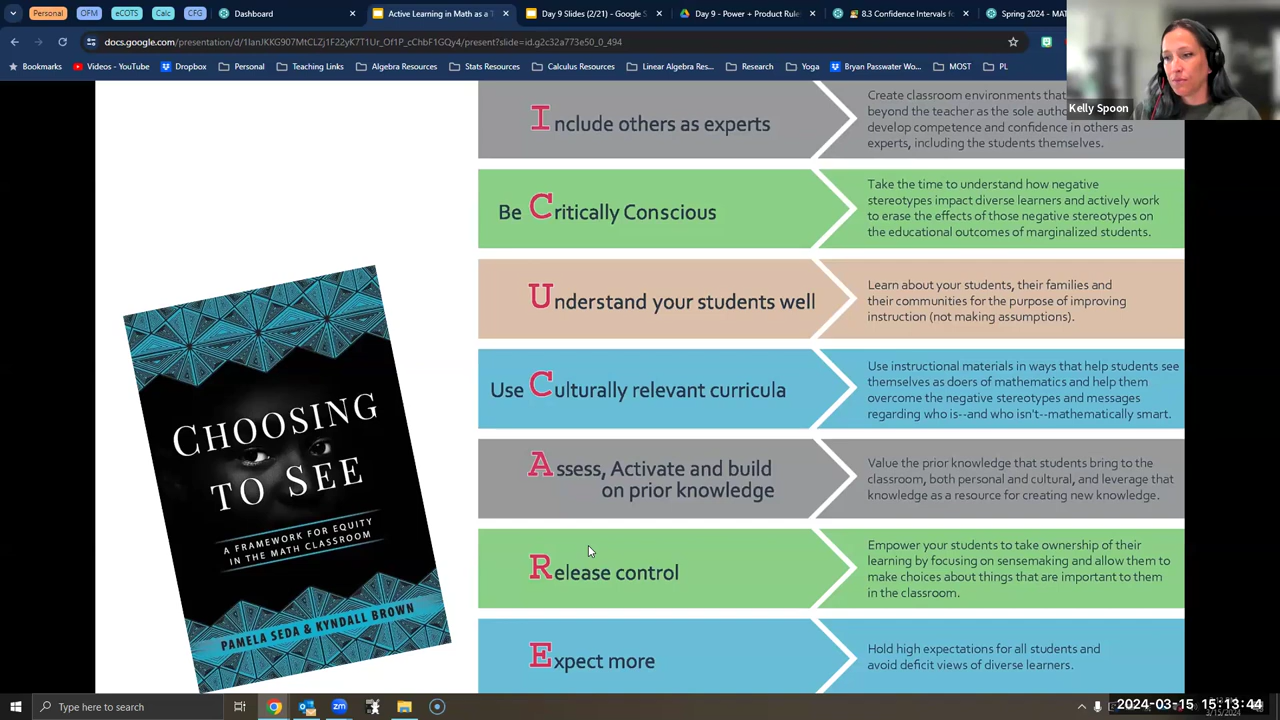 Personal
OFM
eCOTS
Calc
CFG
Dashboard
Active Learning in Math as a T
Day 9 Slides (2/21) - Google S
Day 9 - Power + Product Rule
8.3 Confidence Intervals for
Spring 2024 - MAT
docs.google.com/presentation/d/1IanJKKG907MtCLZj1F22yK7T1Ur_Of1P_cChbF1GQy4/present?slide=id.g2c32a773e50_0_494
Bookmarks
Videos - YouTube
Dropbox
Personal
Teaching Links
Algebra Resources
Stats Resources
Calculus Resources
Linear Algebra Res...
Research
Yoga
Bryan Passwater Wo...
MOST
PL
Kelly Spoon
Include others as experts
Create classroom environments that
beyond the teacher as the sole autho
develop competence and confidence in others as
experts, including the students themselves.
Be Critically Conscious
Take the time to understand how negative
stereotypes impact diverse learners and actively work
to erase the effects of those negative stereotypes on
the educational outcomes of marginalized students.
Understand your students well
Learn about your students, their families and
their communities for the purpose of improving
instruction (not making assumptions).
Use Culturally relevant curricula
Use instructional materials in ways that help students see
themselves as doers of mathematics and help them
overcome the negative stereotypes and messages
regarding who is--and who isn't--mathematically smart.
Assess, Activate and build
on prior knowledge
Value the prior knowledge that students bring to the
classroom, both personal and cultural, and leverage that
knowledge as a resource for creating new knowledge.
Release control
Empower your students to take ownership of their
learning by focusing on sensemaking and allow them to
make choices about things that are important to them
in the classroom.
Expect more
Hold high expectations for all students and
avoid deficit views of diverse learners.
CHOOSING
TO SEE
A FRAMEWORK FOR EQUITY
IN THE MATH CLASSROOM
PAMELA SEDA & KYNDALL BROWN
Type here to search
2024-03-15 15:13:44